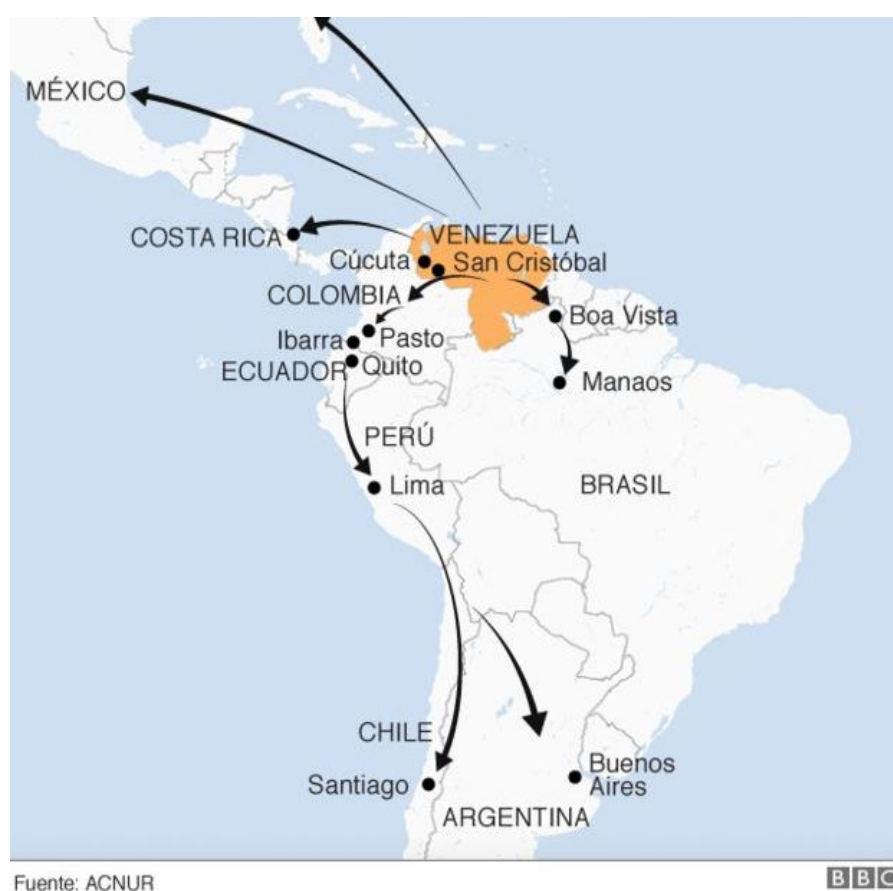 MÉXICO
COSTA RICA
VENEZUELA
Cúcuta
San Cristóbal
COLOMBIA
Boa Vista
Ibarra
Pasto
ECUADOR
Quito
Manaos
PERÚ
Lima
BRASIL
CHILE
Santiago
Buenos
Aires
ARGENTINA
Fuente: ACNUR
BBC